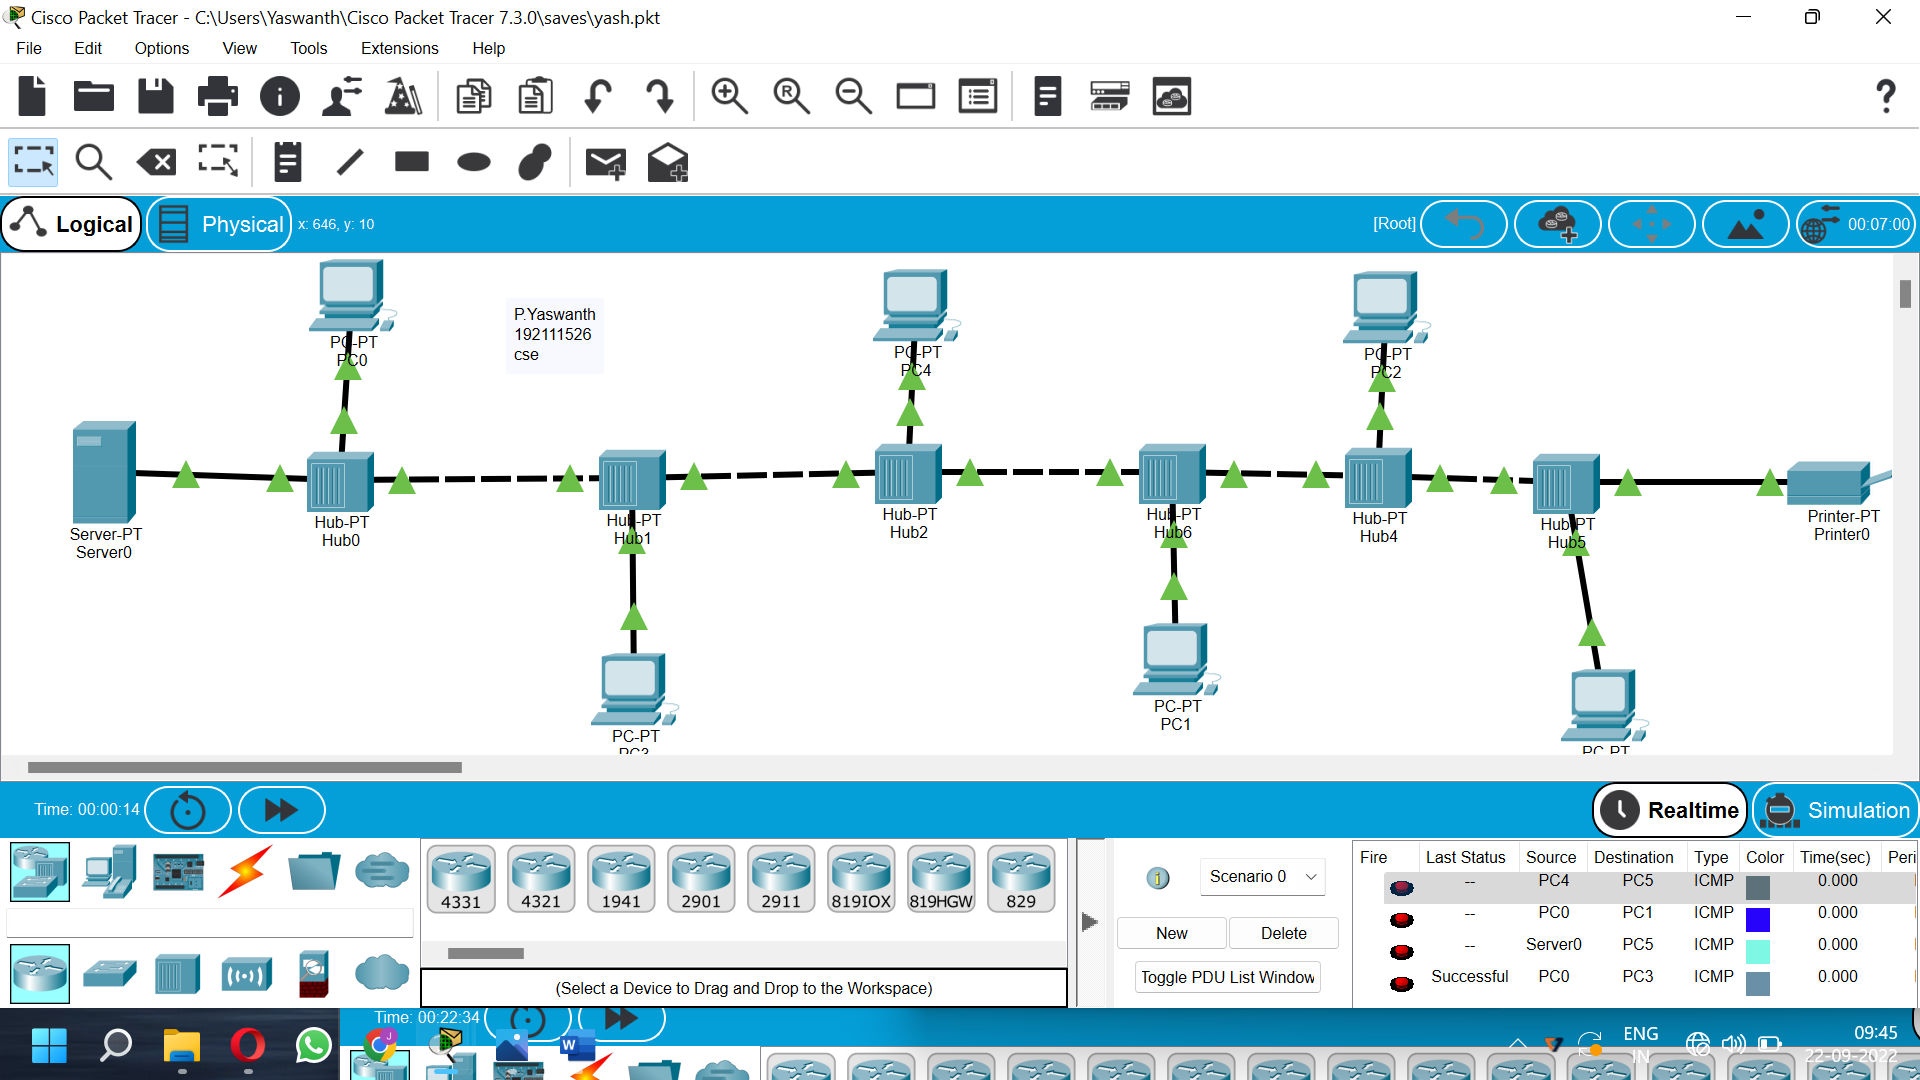 Cisco Packet Tracer - C:\Users\Yaswanth\Cisco Packet Tracer 7.3.0\saves\yash.pkt
File Edit Options View Tools Extensions Help
Logical Physical x: 646, y: 10 [Root] 00:07:00
PC-PT
PC0
P.Yaswanth
192111526
cse
PC-PT
PC4
PC-PT
PC2
Server-PT
Server0
Hub-PT
Hub0
Hub-PT
Hub1
Hub-PT
Hub2
Hub-PT
Hub6
Hub-PT
Hub4
Hub-PT
Hub5
Printer-PT
Printer0
PC-PT
PC3
PC-PT
PC1
PC-PT
Time: 00:00:14 Realtime Simulation
4331 4321 1941 2901 2911 819IOX 819HGW 829
(Select a Device to Drag and Drop to the Workspace)
Scenario 0
New Delete
Toggle PDU List Window
Fire Last Status Source Destination Type Color Time(sec) Peri
-- PC4 PC5 ICMP 0.000
-- PC0 PC1 ICMP 0.000
-- Server0 PC5 ICMP 0.000
Successful PC0 PC3 ICMP 0.000
Time: 00:22:34
ENG
IN
09:45
22-09-2022